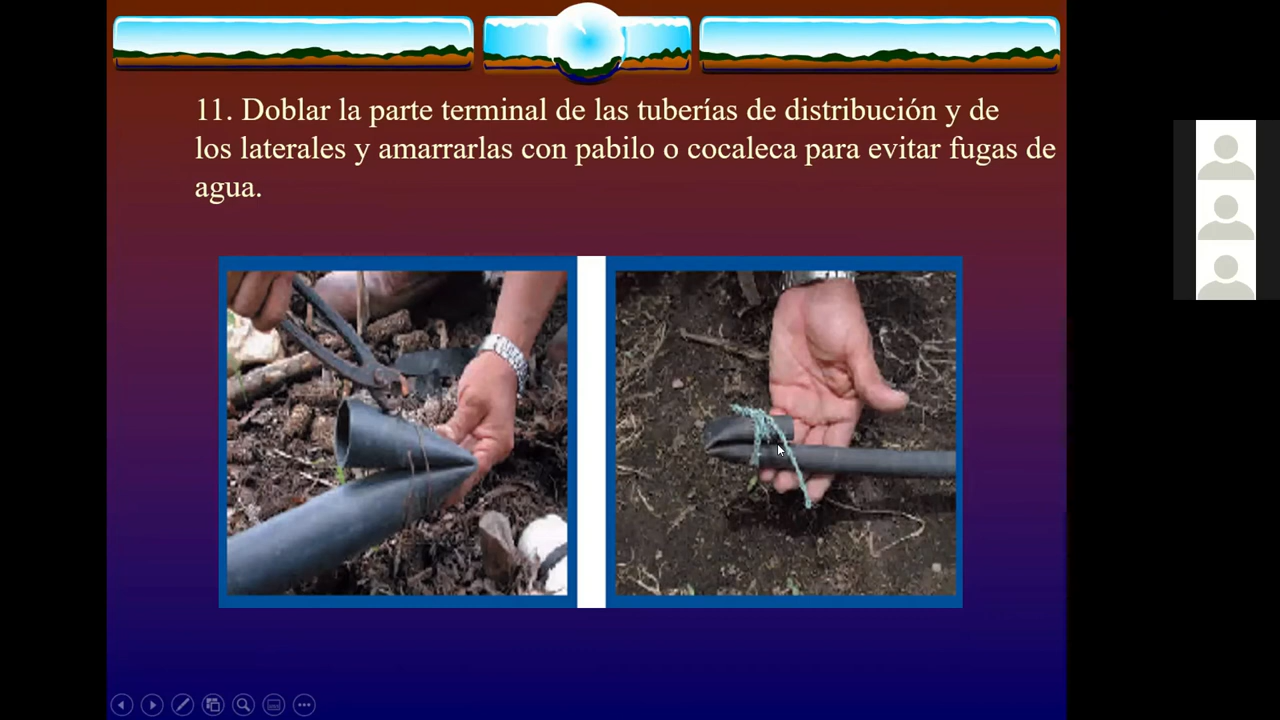 11. Doblar la parte terminal de las tuberías de distribución y de
los laterales y amarrarlas con pabilo o cocaleca para evitar fugas de
agua.